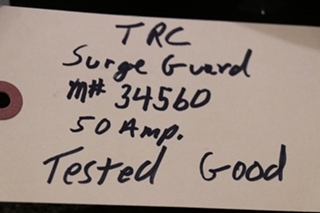 TRC
Surge Guard
M# 34560
50 Amp.
Tested Good